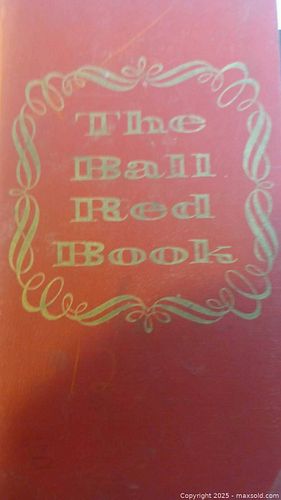 The
Ball
Red
Book
Copyright 2025 - maxsold.com